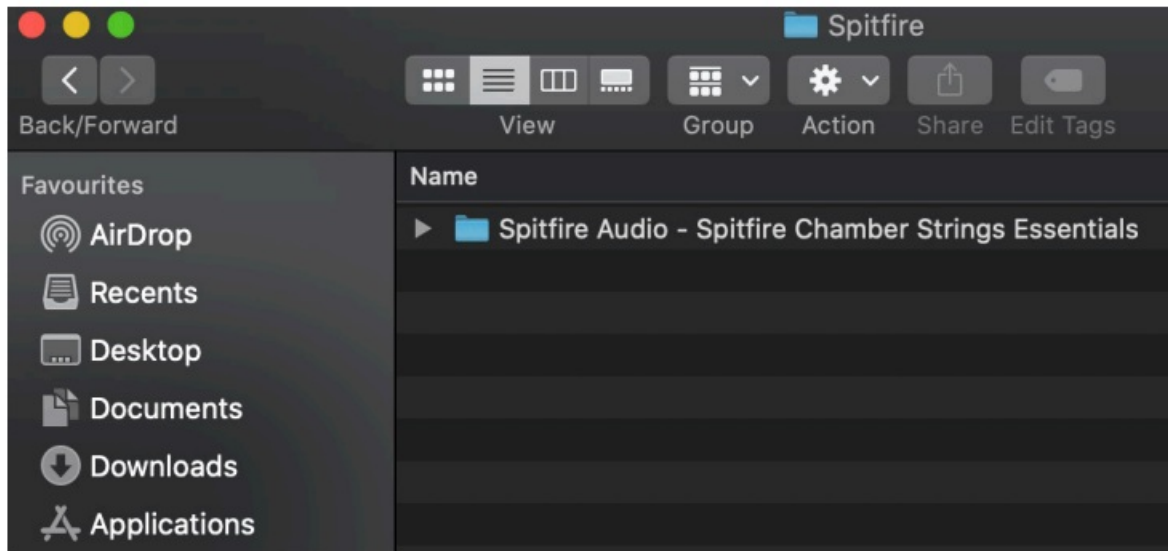 Spitfire
Back/Forward
View Group Action Share Edit Tags
Favourites
AirDrop
Recents
Desktop
Documents
Downloads
Applications
Name
Spitfire Audio - Spitfire Chamber Strings Essentials